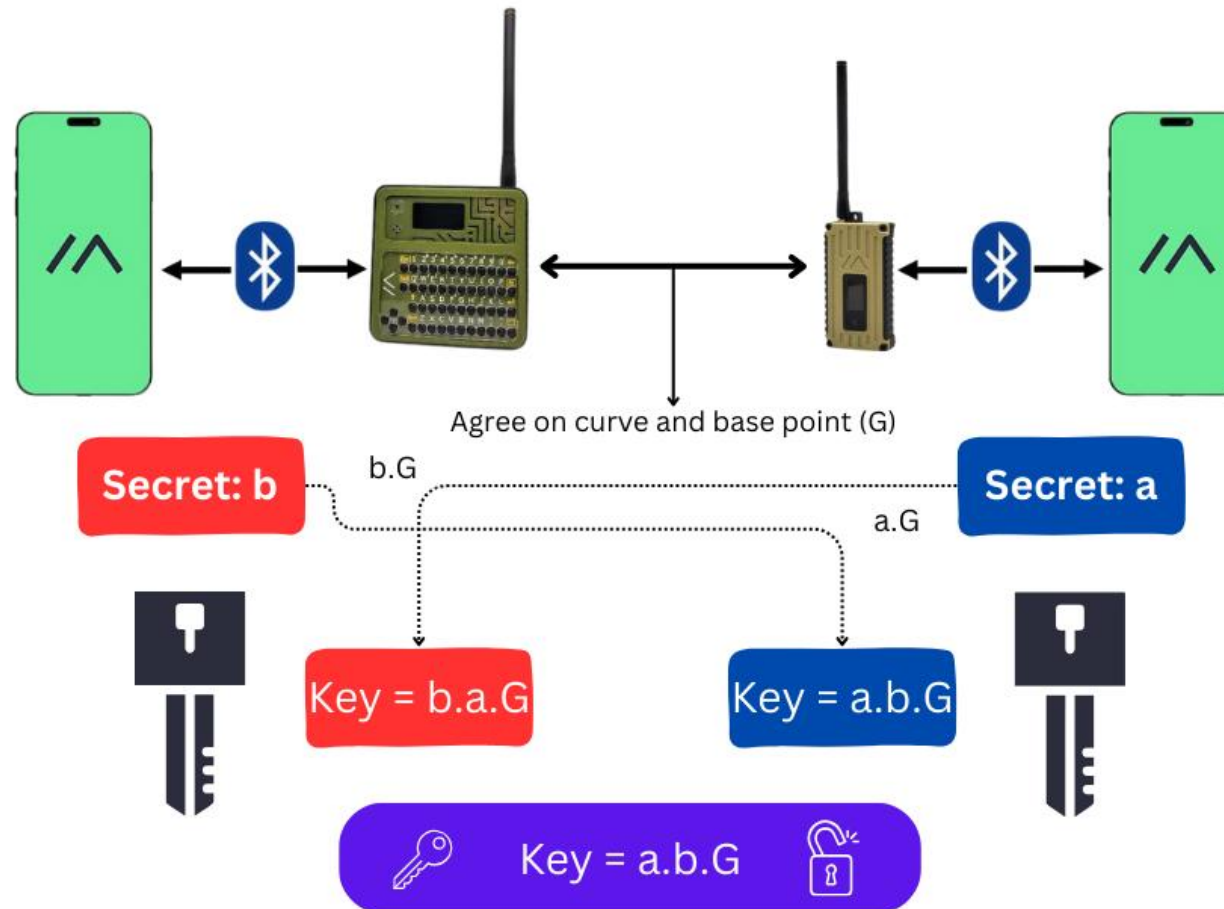 Agree on curve and base point (G)
b.G
Secret: b
Secret: a
a.G
Key = b.a.G
Key = a.b.G
Key = a.b.G